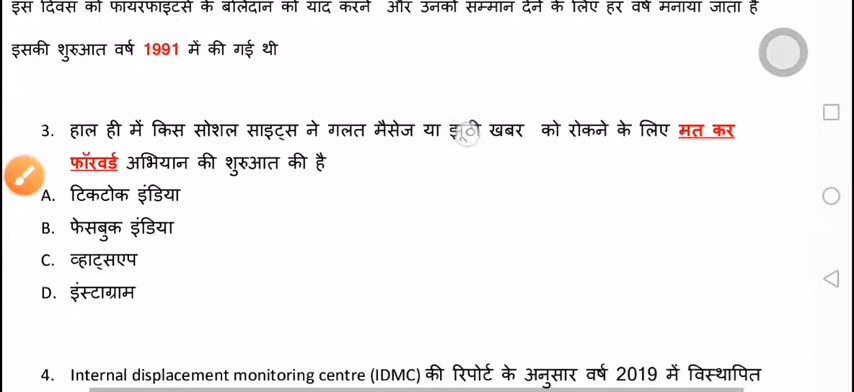 इस दिवस को फायरफाइटर्स के बलिदान को याद करने और उनको सम्मान देने के लिए हर वर्ष मनाया जाता है
इसकी शुरुआत वर्ष 1991 में की गई थी
3. हाल ही में किस सोशल साइट्स ने गलत मैसेज या झूठी खबर को रोकने के लिए मत कर
फॉरवर्ड अभियान की शुरुआत की है
A. टिकटोक इंडिया
B. फेसबुक इंडिया
C. व्हाट्सएप
D. इंस्टाग्राम
4. Internal displacement monitoring centre (IDMC) की रिपोर्ट के अनुसार वर्ष 2019 में विस्थापित